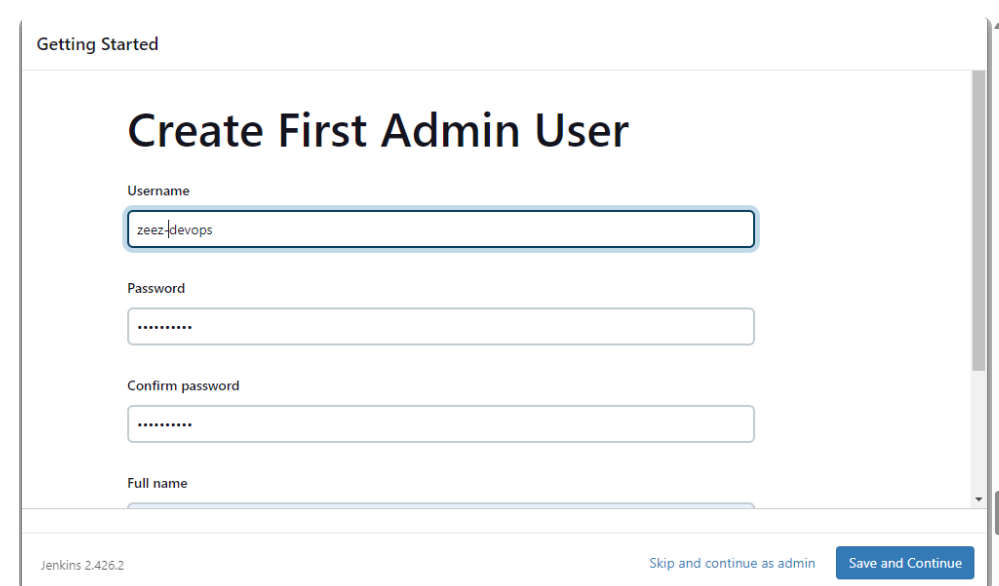 Getting Started
Create First Admin User
Username
zeez-devops
Password
••••••••••
Confirm password
••••••••••
Full name
Jenkins 2.426.2
Skip and continue as admin
Save and Continue